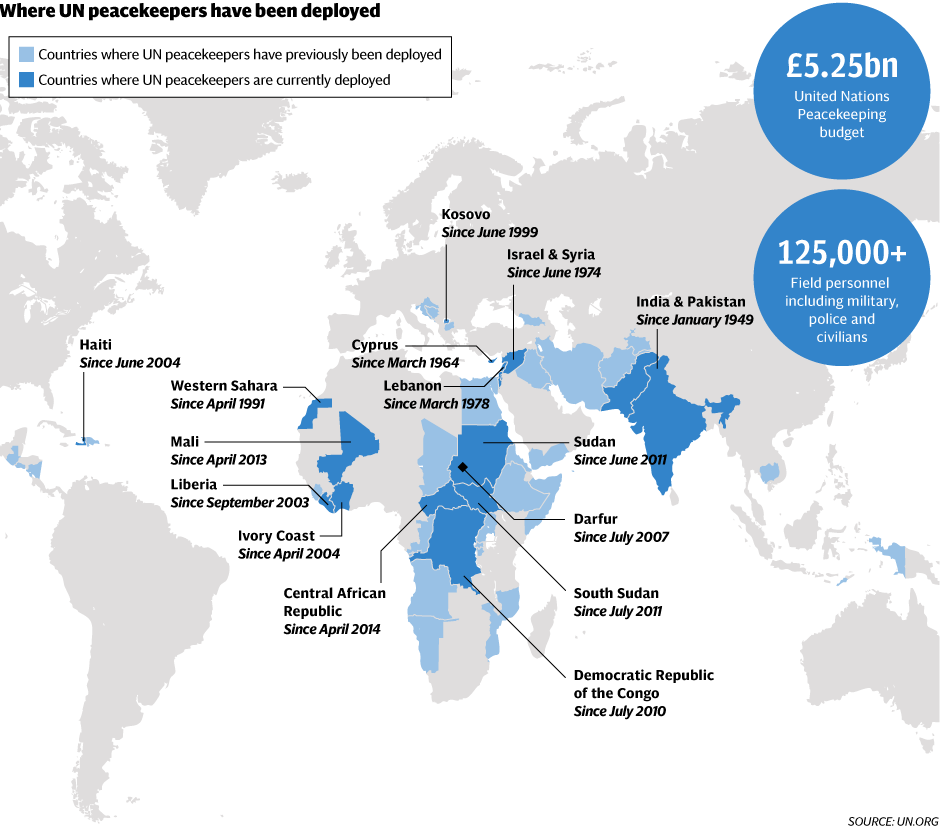 Where UN peacekeepers have been deployed
Countries where UN peacekeepers have previously been deployed
Countries where UN peacekeepers are currently deployed
£5.25bn
United Nations
Peacekeeping
budget
125,000+
Field personnel
including military,
police and
civilians
Kosovo
Since June 1999
Israel & Syria
Since June 1974
India & Pakistan
Since January 1949
Haiti
Since June 2004
Cyprus
Since March 1964
Lebanon
Since March 1978
Western Sahara
Since April 1991
Mali
Since April 2013
Sudan
Since June 2011
Liberia
Since September 2003
Ivory Coast
Since April 2004
Darfur
Since July 2007
Central African
Republic
Since April 2014
South Sudan
Since July 2011
Democratic Republic
of the Congo
Since July 2010
SOURCE: UN.ORG